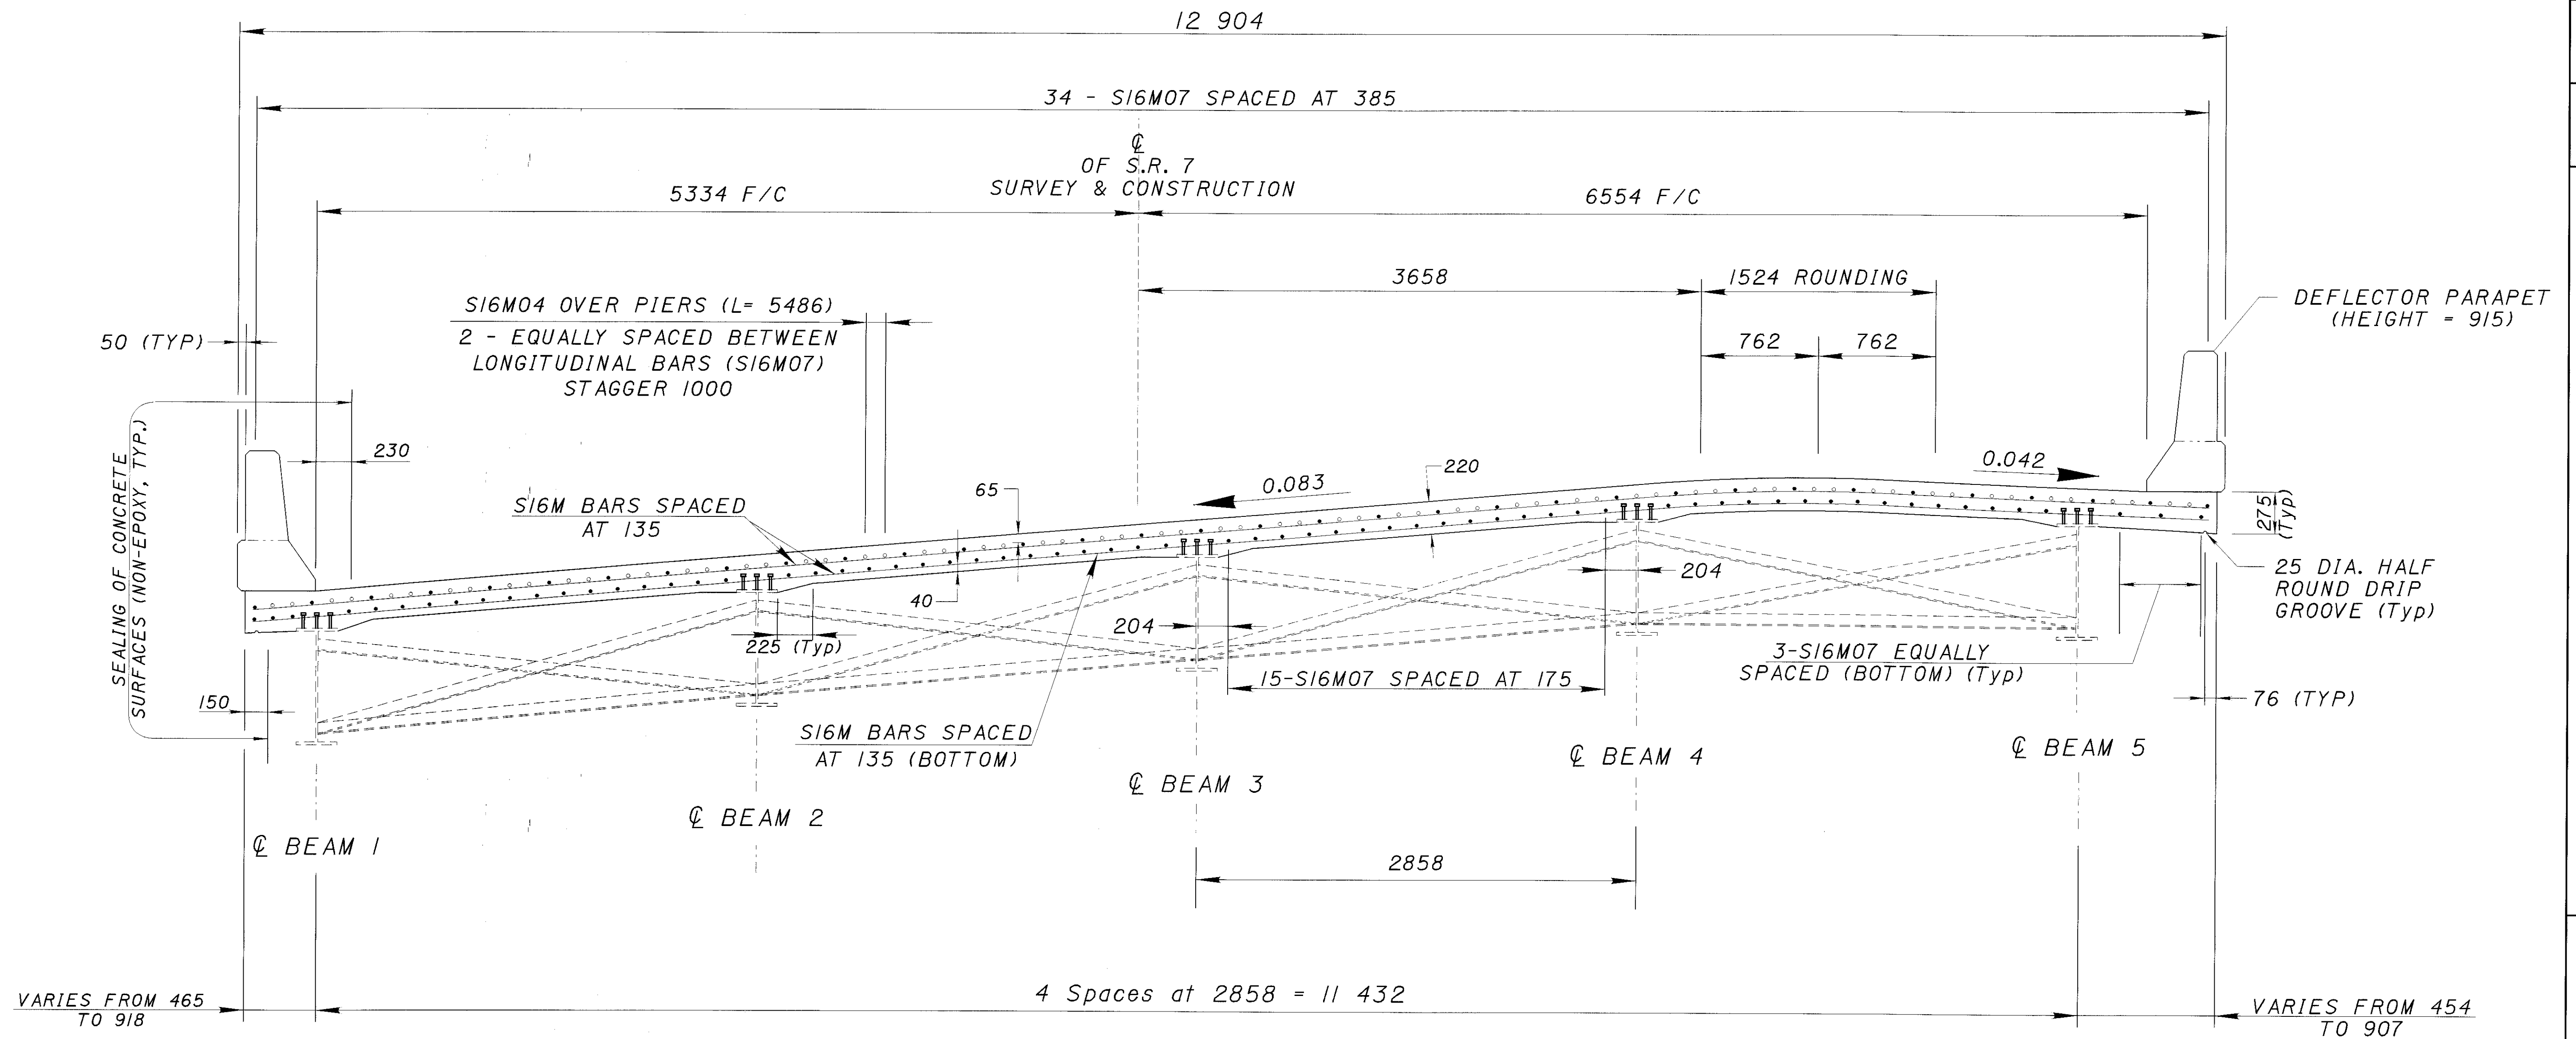 12 904
34 - S16M07 SPACED AT 385
℄
OF S.R. 7
SURVEY & CONSTRUCTION
5334 F/C
6554 F/C
3658
1524 ROUNDING
762
762
S16M04 OVER PIERS (L= 5486)
2 - EQUALLY SPACED BETWEEN
LONGITUDINAL BARS (S16M07)
STAGGER 1000
DEFLECTOR PARAPET
(HEIGHT = 915)
50 (TYP)
SEALING OF CONCRETE
SURFACES (NON-EPOXY, TYP.)
230
S16M BARS SPACED
AT 135
65
0.083
220
0.042
275
(Typ)
25 DIA. HALF
ROUND DRIP
GROOVE (Typ)
40
204
204
225 (Typ)
15-S16M07 SPACED AT 175
3-S16M07 EQUALLY
SPACED (BOTTOM) (Typ)
76 (TYP)
150
S16M BARS SPACED
AT 135 (BOTTOM)
℄ BEAM 1
℄ BEAM 2
℄ BEAM 3
℄ BEAM 4
℄ BEAM 5
2858
VARIES FROM 465
TO 918
4 Spaces at 2858 = 11 432
VARIES FROM 454
TO 907